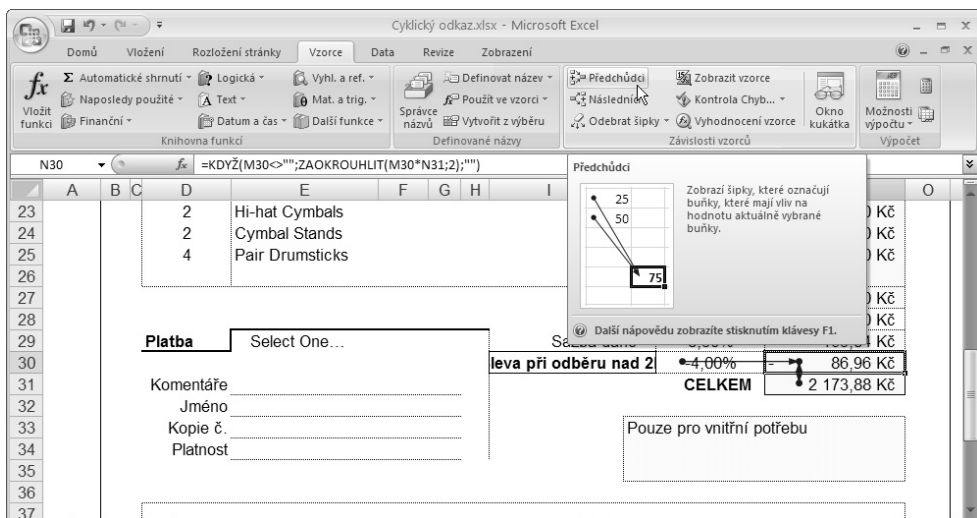 Cyklický odkaz.xlsx - Microsoft Excel
Domů Vložení Rozložení stránky Vzorce Data Revize Zobrazení
fx Vložit funkci
Σ Automatické shrnutí
Naposledy použité
Finanční
Logická
Text
Datum a čas
Vyhl. a ref.
Mat. a trig.
Další funkce
Knihovna funkcí
Správce názvů
Definovat název
Použít ve vzorci
Vytvořit z výběru
Definované názvy
Předchůdci
Následníci
Odebrat šipky
Zobrazit vzorce
Kontrola Chyb...
Vyhodnocení vzorce
Okno kukátka
Závislosti vzorců
Možnosti výpočtu
Výpočet
N30 fx =KDYŽ(M30<>"";ZAOKROUHLIT(M30*N31;2);"")
Předchůdci
25
50
75
Zobrazí šipky, které označují
buňky, které mají vliv na
hodnotu aktuálně vybrané
buňky.
Další nápovědu zobrazíte stisknutím klávesy F1.
A B C D E F G H I O
23 2 Hi-hat Cymbals Kč
24 2 Cymbal Stands Kč
25 4 Pair Drumsticks Kč
26
27 Kč
28 Kč
29 Platba Select One... Kč
30 leva při odběru nad 2 -4,00% - 86,96 Kč
31 Komentáře CELKEM 2 173,88 Kč
32 Jméno
33 Kopie č. Pouze pro vnitřní potřebu
34 Platnost
35
36
37